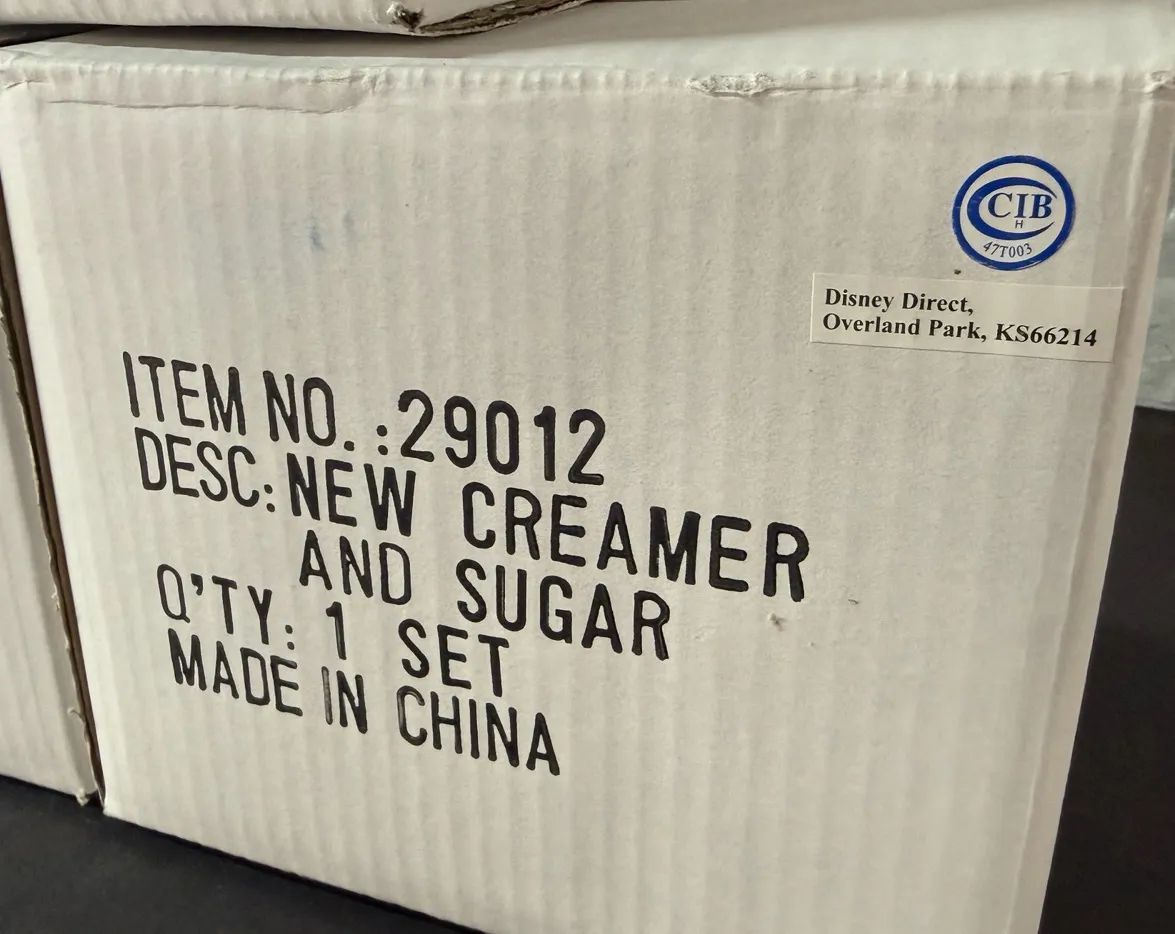 CIB
H
47T003
Disney Direct,
Overland Park, KS66214
ITEM NO.:29012
DESC: NEW CREAMER
AND SUGAR
Q'TY: 1 SET
MADE IN CHINA